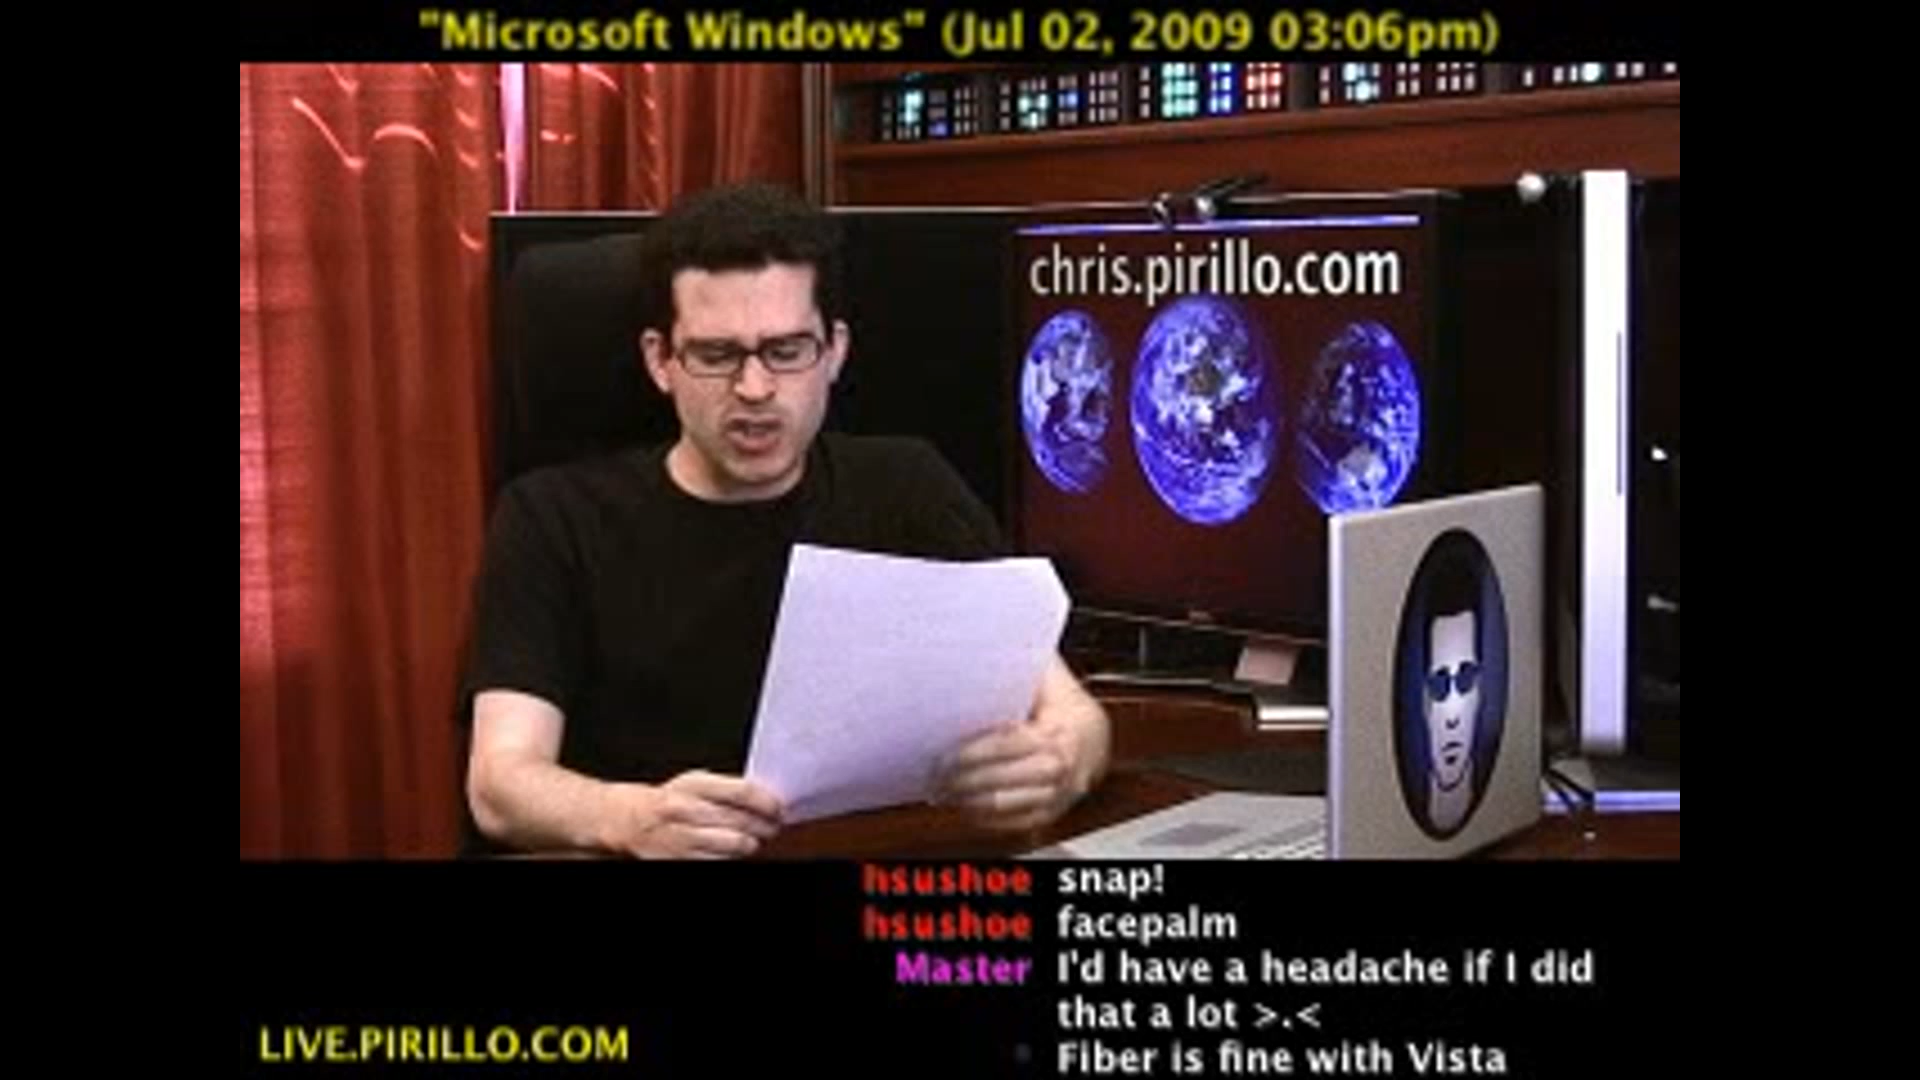 "Microsoft Windows" (Jul 02, 2009 03:06pm)
chris.pirillo.com
hsushoe snap!
hsushoe facepalm
Master I'd have a headache if I did
that a lot >.<
Fiber is fine with Vista
LIVE.PIRILLO.COM